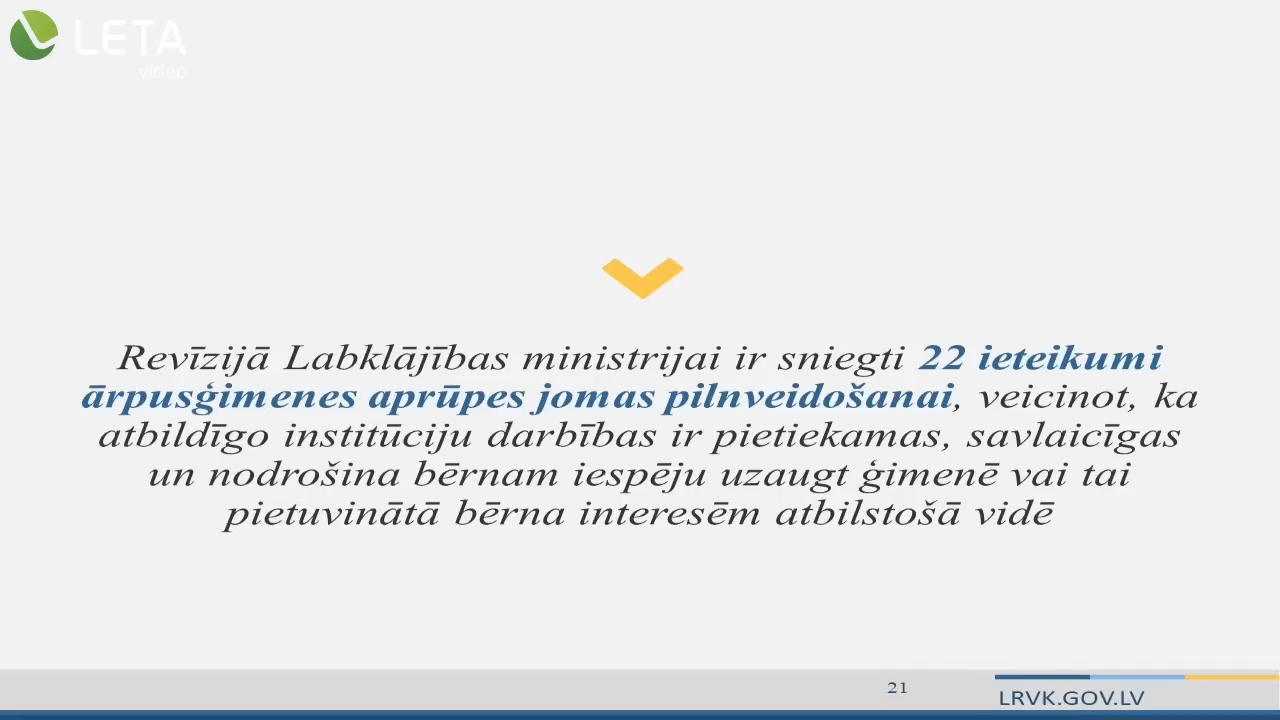 LETA
video
Revīzijā Labklājības ministrijai ir sniegti 22 ieteikumi
ārpusģimenes aprūpes jomas pilnveidošanai, veicinot, ka
atbildīgo institūciju darbības ir pietiekamas, savlaicīgas
un nodrošina bērnam iespēju uzaugt ģimenē vai tai
pietuvinātā bērna interesēm atbilstošā vidē
21
LRVK.GOV.LV